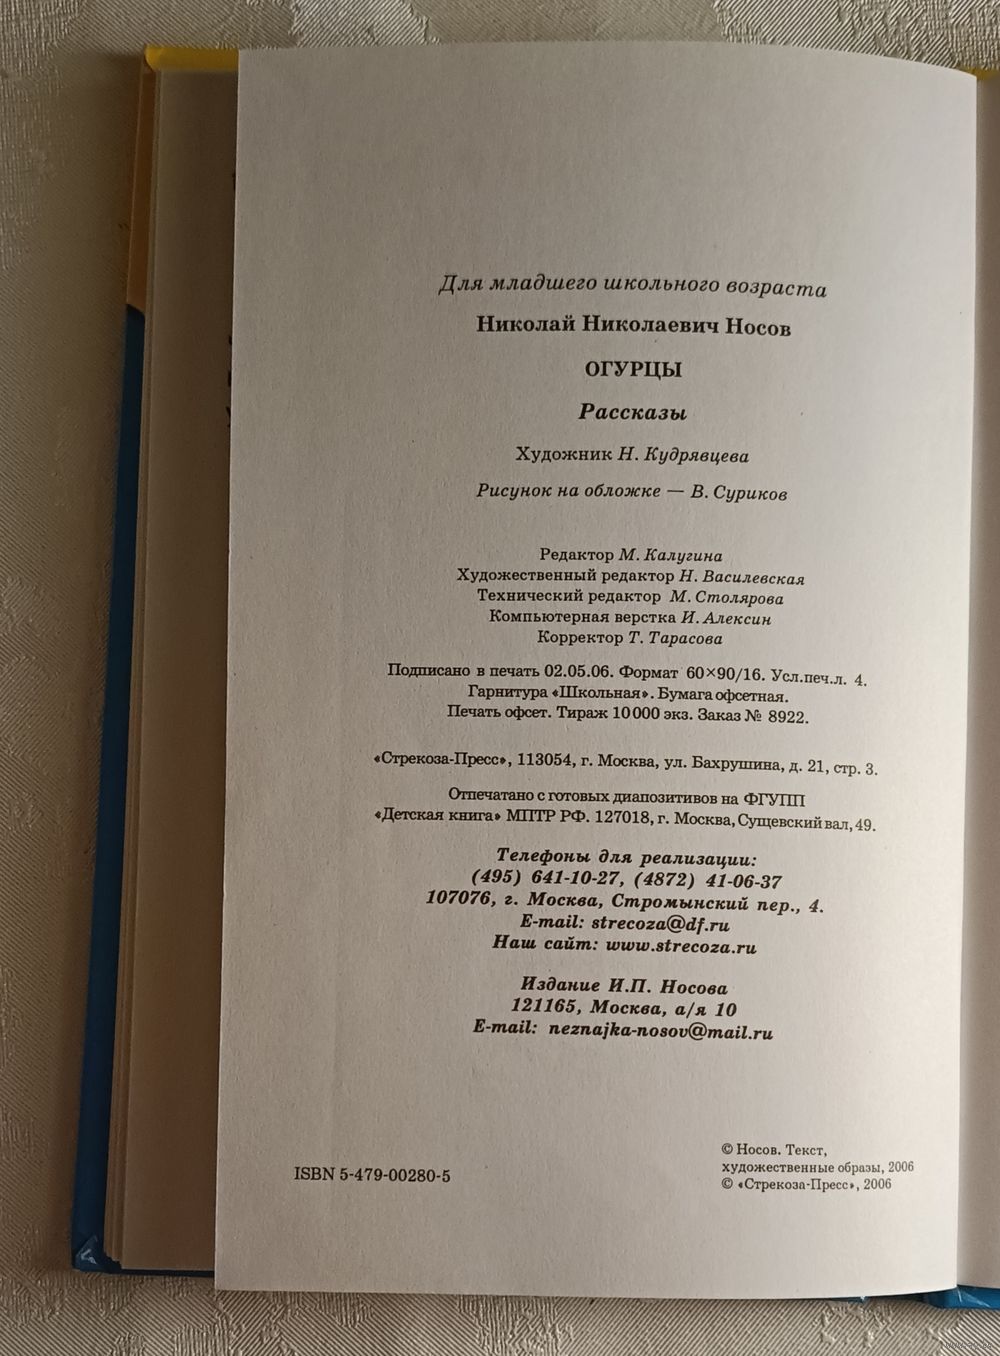 Для младшего школьного возраста
Николай Николаевич Носов
ОГУРЦЫ
Рассказы
Художник Н. Кудрявцева
Рисунок на обложке — В. Суриков
Редактор М. Калугина
Художественный редактор Н. Василевская
Технический редактор М. Столярова
Компьютерная верстка И. Алексин
Корректор Т. Тарасова
Подписано в печать 02.05.06. Формат 60×90/16. Усл.печ.л. 4.
Гарнитура «Школьная». Бумага офсетная.
Печать офсет. Тираж 10 000 экз. Заказ № 8922.
«Стрекоза-Пресс», 113054, г. Москва, ул. Бахрушина, д. 21, стр. 3.
Отпечатано с готовых диапозитивов на ФГУПП
«Детская книга» МПТР РФ. 127018, г. Москва, Сущевский вал, 49.
Телефоны для реализации:
(495) 641-10-27, (4872) 41-06-37
107076, г. Москва, Стромынский пер., 4.
E-mail: strecoza@df.ru
Наш сайт: www.strecoza.ru
Издание И.П. Носова
121165, Москва, а/я 10
E-mail: neznajka-nosov@mail.ru
ISBN 5-479-00280-5
© Носов. Текст,
художественные образы, 2006
© «Стрекоза-Пресс», 2006